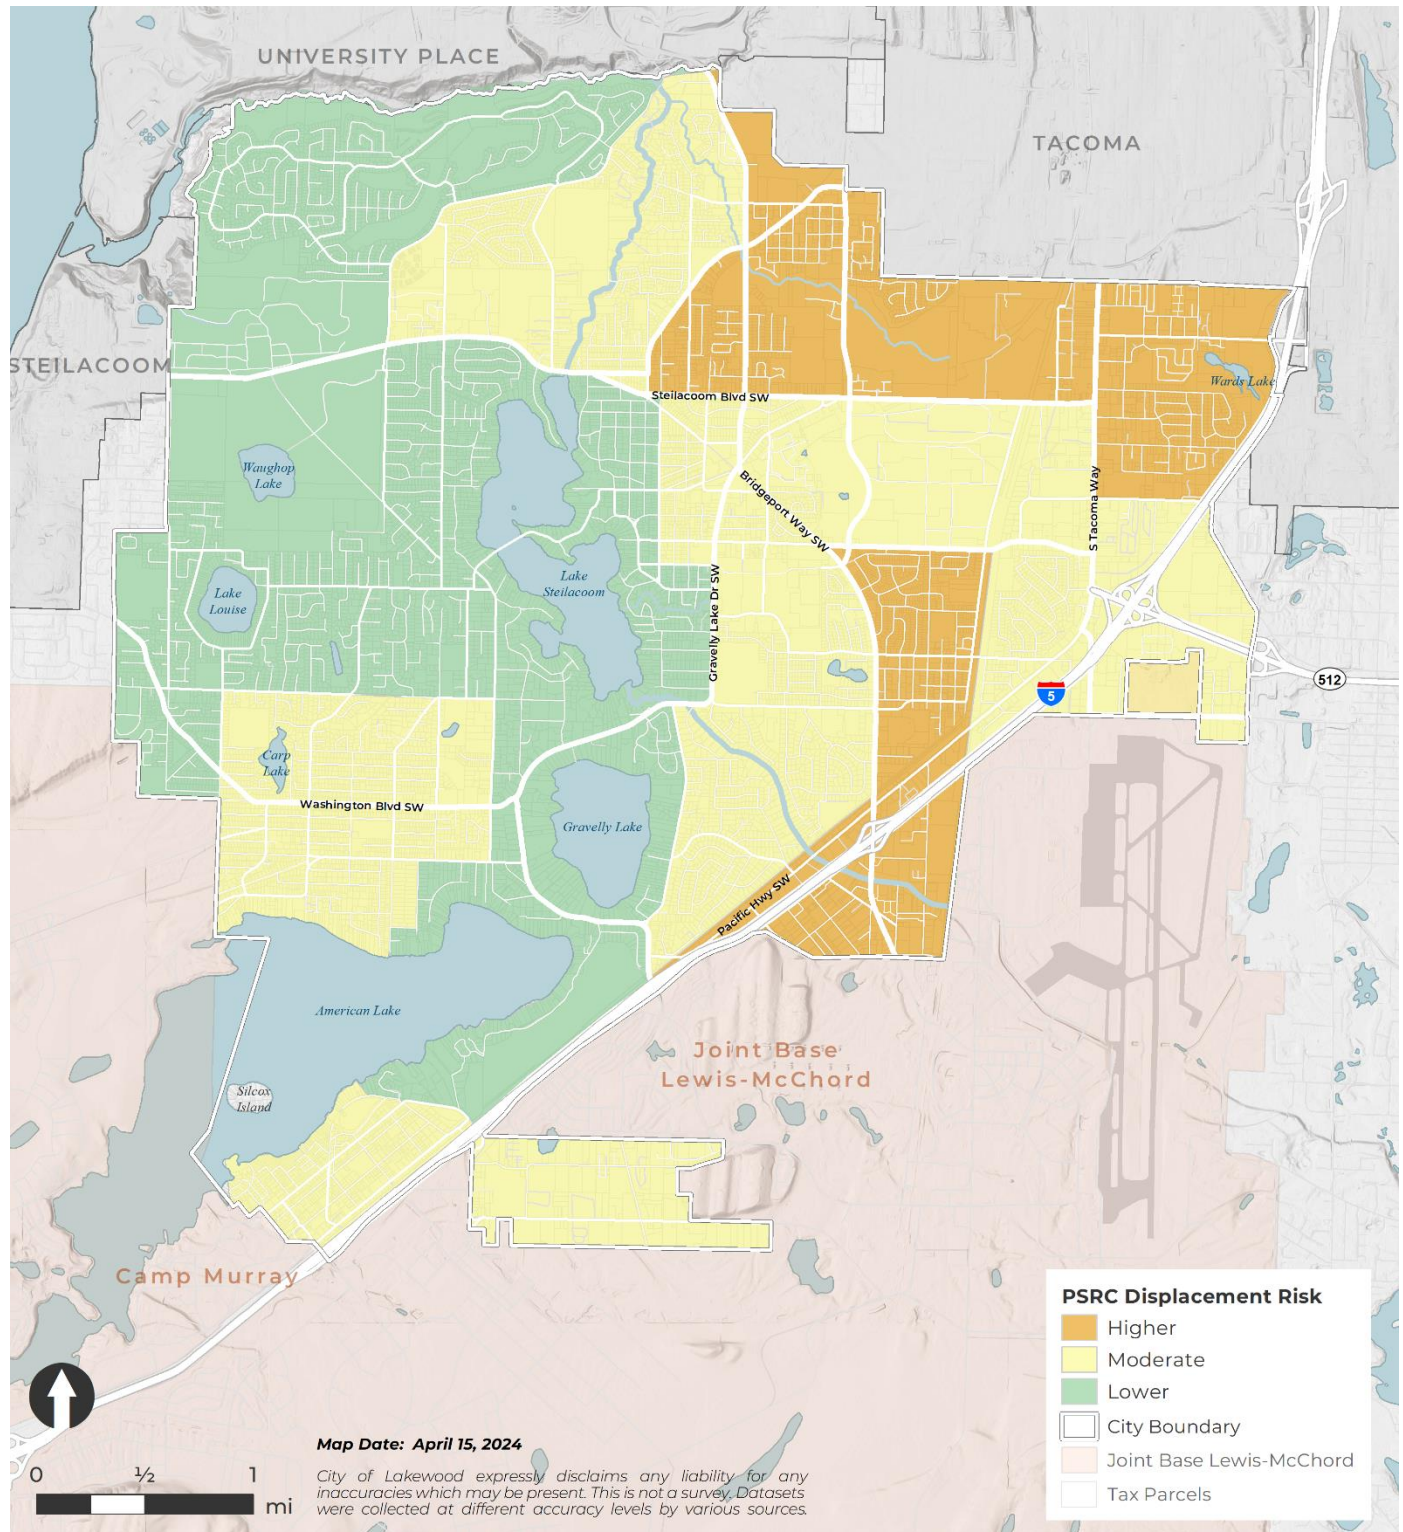 UNIVERSITY PLACE
TACOMA
STEILACOOM
Wards Lake
Steilacoom Blvd SW
Waughop
Lake
Bridgeport Way SW
S Tacoma Way
Lake
Steilacoom
Lake
Louise
Gravelly Lake Dr SW
512
5
Carp
Lake
Washington Blvd SW
Gravelly Lake
Pacific Hwy SW
American Lake
Joint Base
Lewis-McChord
Silcox
Island
Camp Murray
PSRC Displacement Risk
Higher
Moderate
Lower
City Boundary
Joint Base Lewis-McChord
Tax Parcels
Map Date: April 15, 2024
City of Lakewood expressly disclaims any liability for any
inaccuracies which may be present. This is not a survey. Datasets
were collected at different accuracy levels by various sources.
0 ½ 1
mi